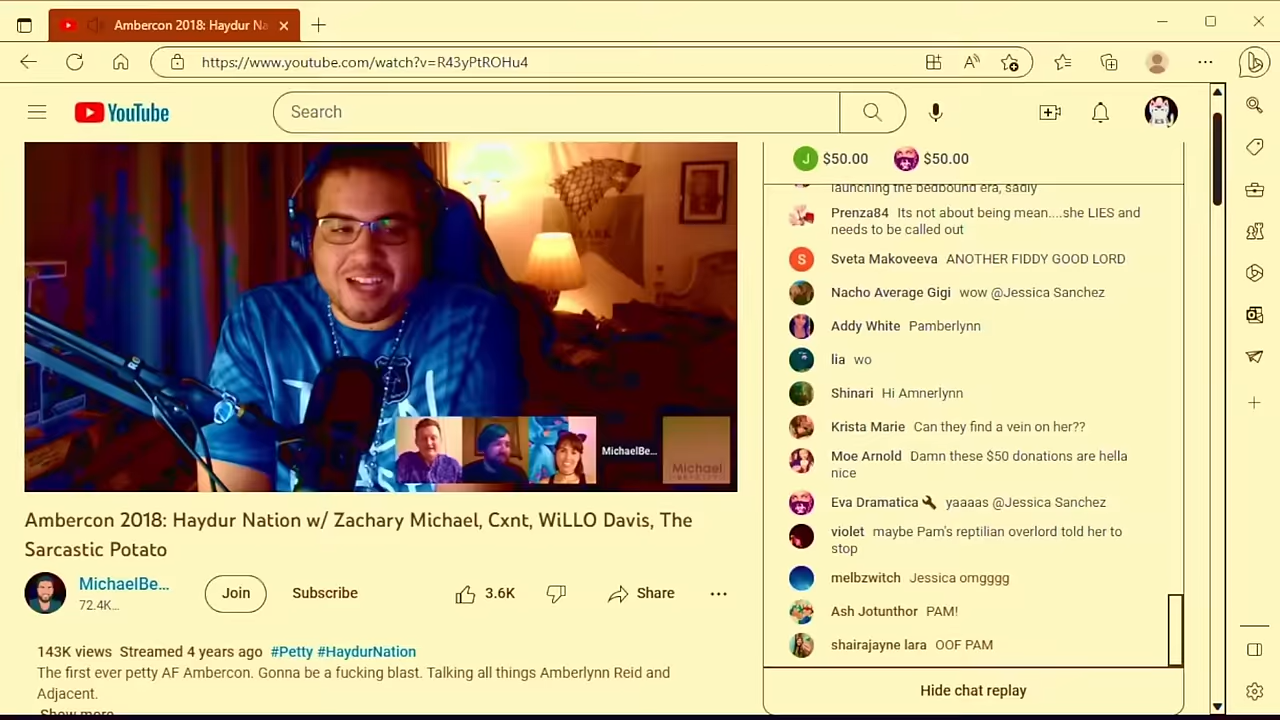 Ambercon 2018: Haydur Na
https://www.youtube.com/watch?v=R43yPtROHu4
YouTube
Search
J $50.00 $50.00
launching the bedbound era, sadly
Prenza84 Its not about being mean....she LIES and
needs to be called out
S Sveta Makoveeva ANOTHER FIDDY GOOD LORD
Nacho Average Gigi wow @Jessica Sanchez
Addy White Pamberlynn
lia wo
Shinari Hi Amnerlynn
Krista Marie Can they find a vein on her??
Moe Arnold Damn these $50 donations are hella
nice
Eva Dramatica yaaaas @Jessica Sanchez
violet maybe Pam's reptilian overlord told her to
stop
melbzwitch Jessica omgggg
Ash Jotunthor PAM!
shairajayne lara OOF PAM
Hide chat replay
MichaelBe...
Michael
Ambercon 2018: Haydur Nation w/ Zachary Michael, Cxnt, WiLLO Davis, The
Sarcastic Potato
MichaelBe...
72.4K...
Join
Subscribe
3.6K
Share
143K views Streamed 4 years ago #Petty #HaydurNation
The first ever petty AF Ambercon. Gonna be a fucking blast. Talking all things Amberlynn Reid and
Adjacent.
Show more